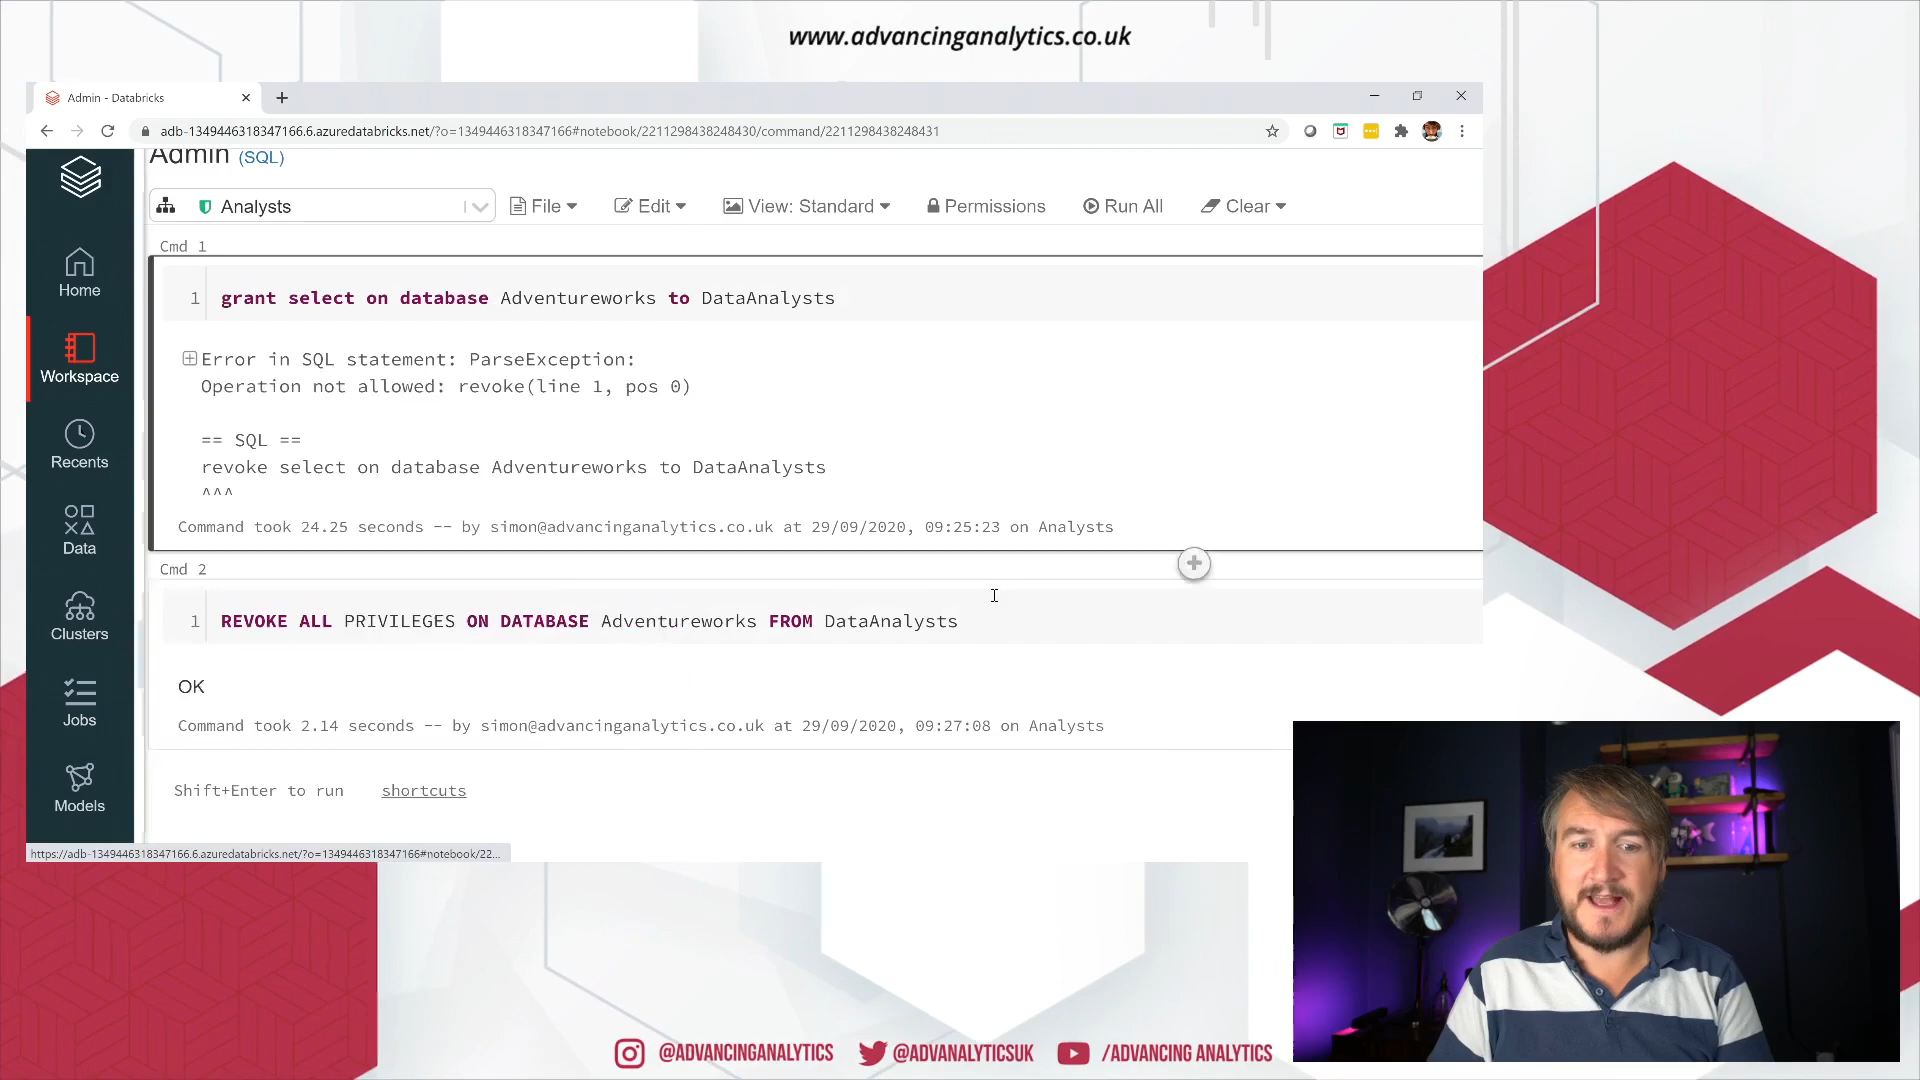 www.advancinganalytics.co.uk
Admin - Databricks
adb-1349446318347166.6.azuredatabricks.net/?o=1349446318347166#notebook/2211298438248430/command/2211298438248431
Admin (SQL)
Analysts
File
Edit
View: Standard
Permissions
Run All
Clear
Home
Workspace
Recents
Data
Clusters
Jobs
Models
Cmd 1
1 grant select on database Adventureworks to DataAnalysts
Error in SQL statement: ParseException:
Operation not allowed: revoke(line 1, pos 0)
== SQL ==
revoke select on database Adventureworks to DataAnalysts
^^^
Command took 24.25 seconds -- by simon@advancinganalytics.co.uk at 29/09/2020, 09:25:23 on Analysts
Cmd 2
1 REVOKE ALL PRIVILEGES ON DATABASE Adventureworks FROM DataAnalysts
OK
Command took 2.14 seconds -- by simon@advancinganalytics.co.uk at 29/09/2020, 09:27:08 on Analysts
Shift+Enter to run shortcuts
https://adb-1349446318347166.6.azuredatabricks.net/?o=1349446318347166#notebook/22...
@ADVANCINGANALYTICS @ADVANALYTICSUK /ADVANCING ANALYTICS